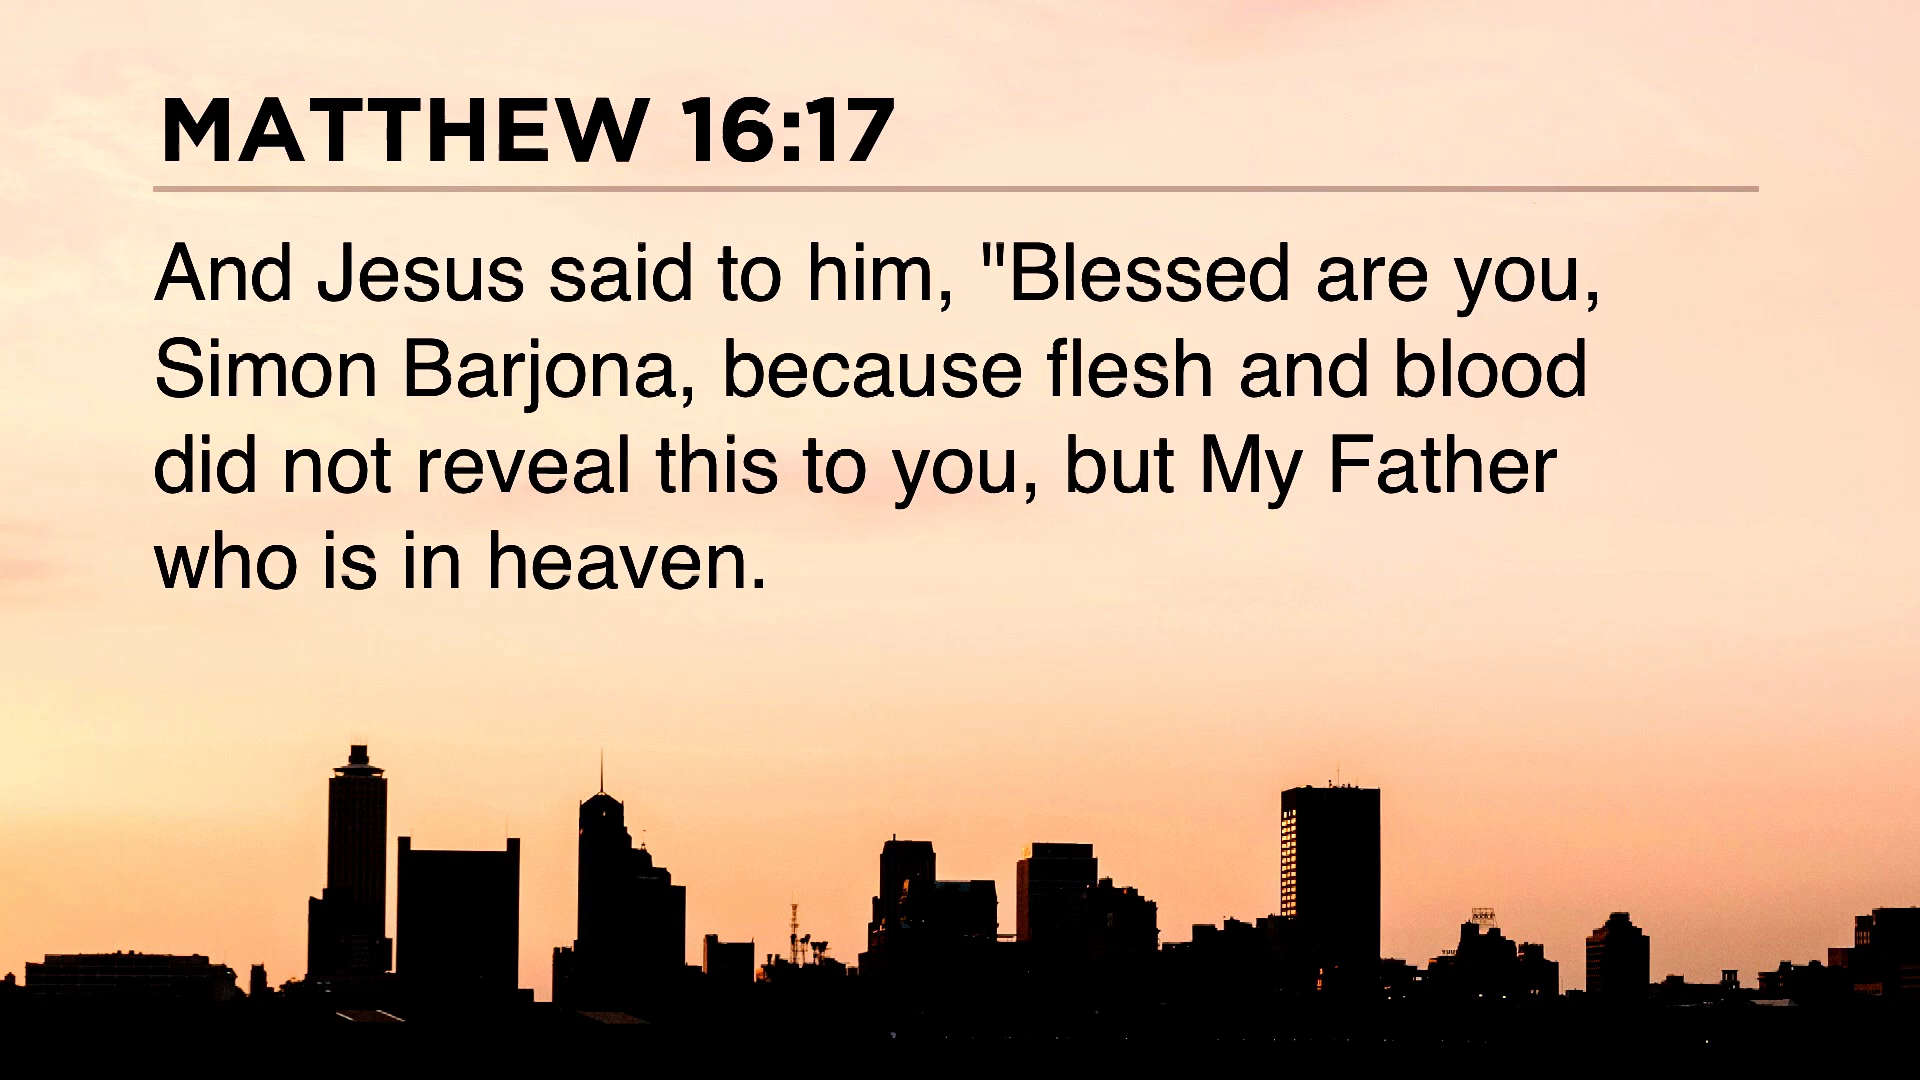 MATTHEW 16:17
And Jesus said to him, "Blessed are you,
Simon Barjona, because flesh and blood
did not reveal this to you, but My Father
who is in heaven.